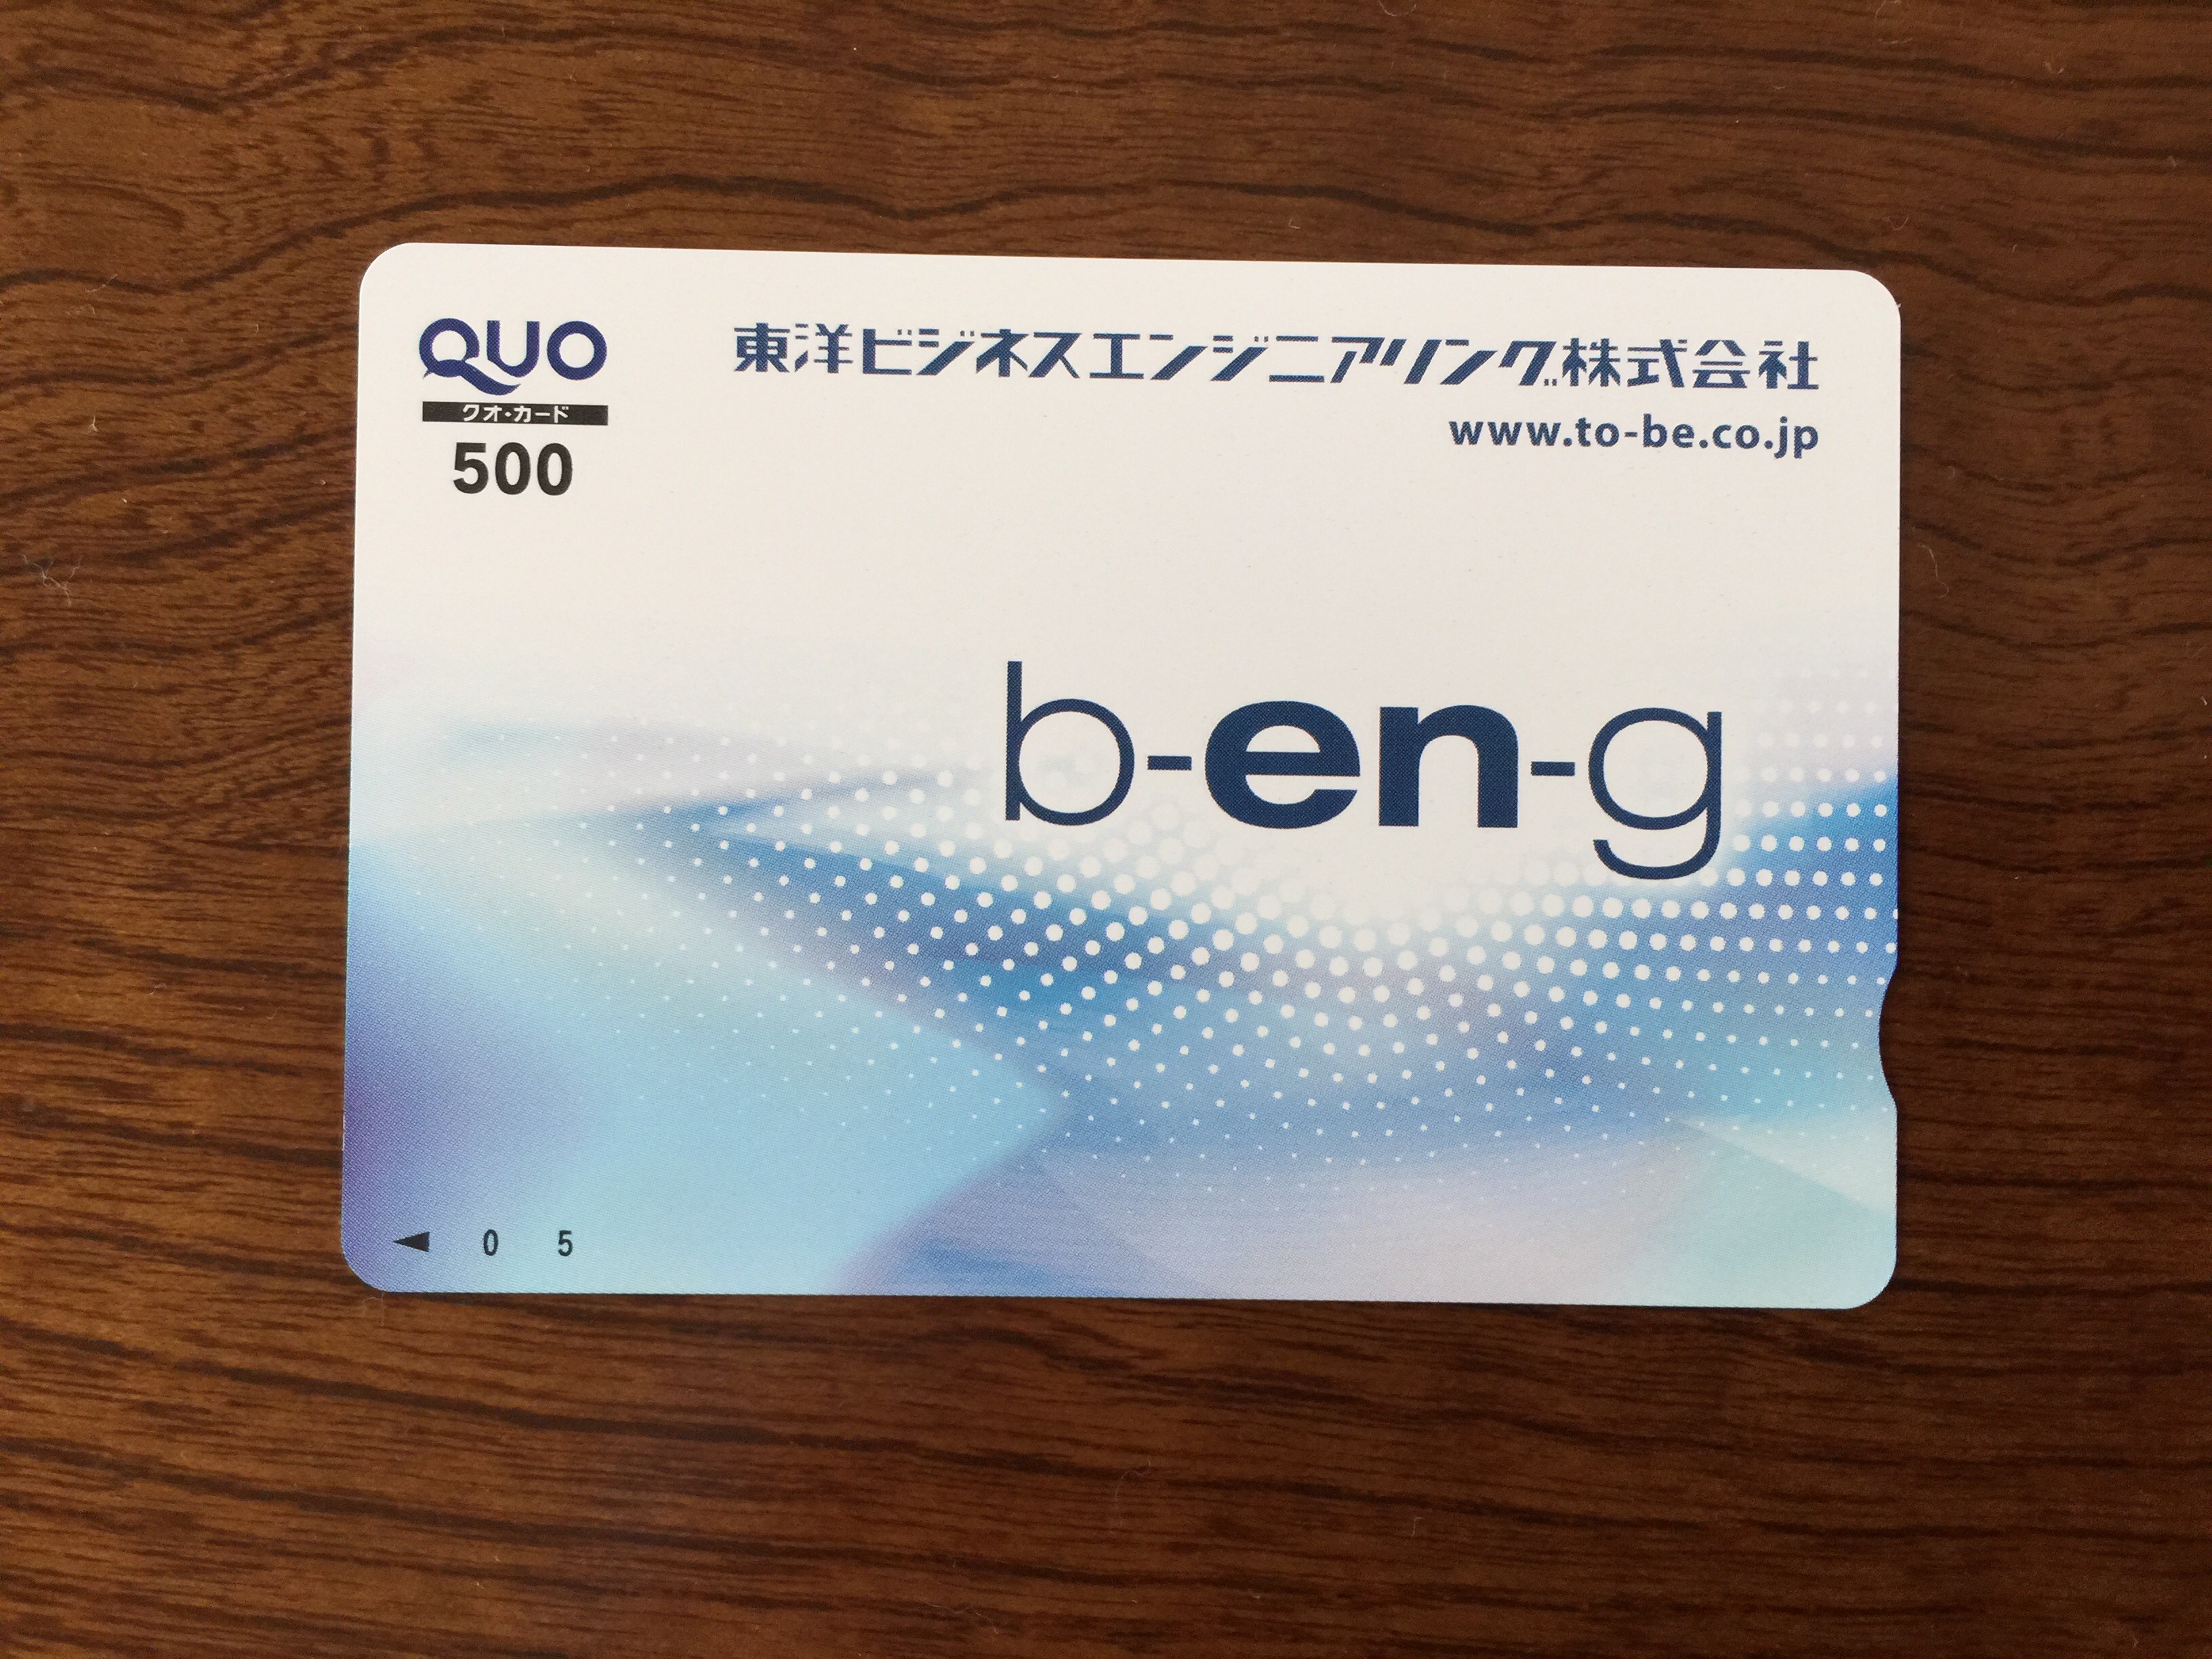 QUO
クオ・カード
500
東洋ビジネスエンジニアリング株式会社
www.to-be.co.jp
b-en-g
◀ 0 5